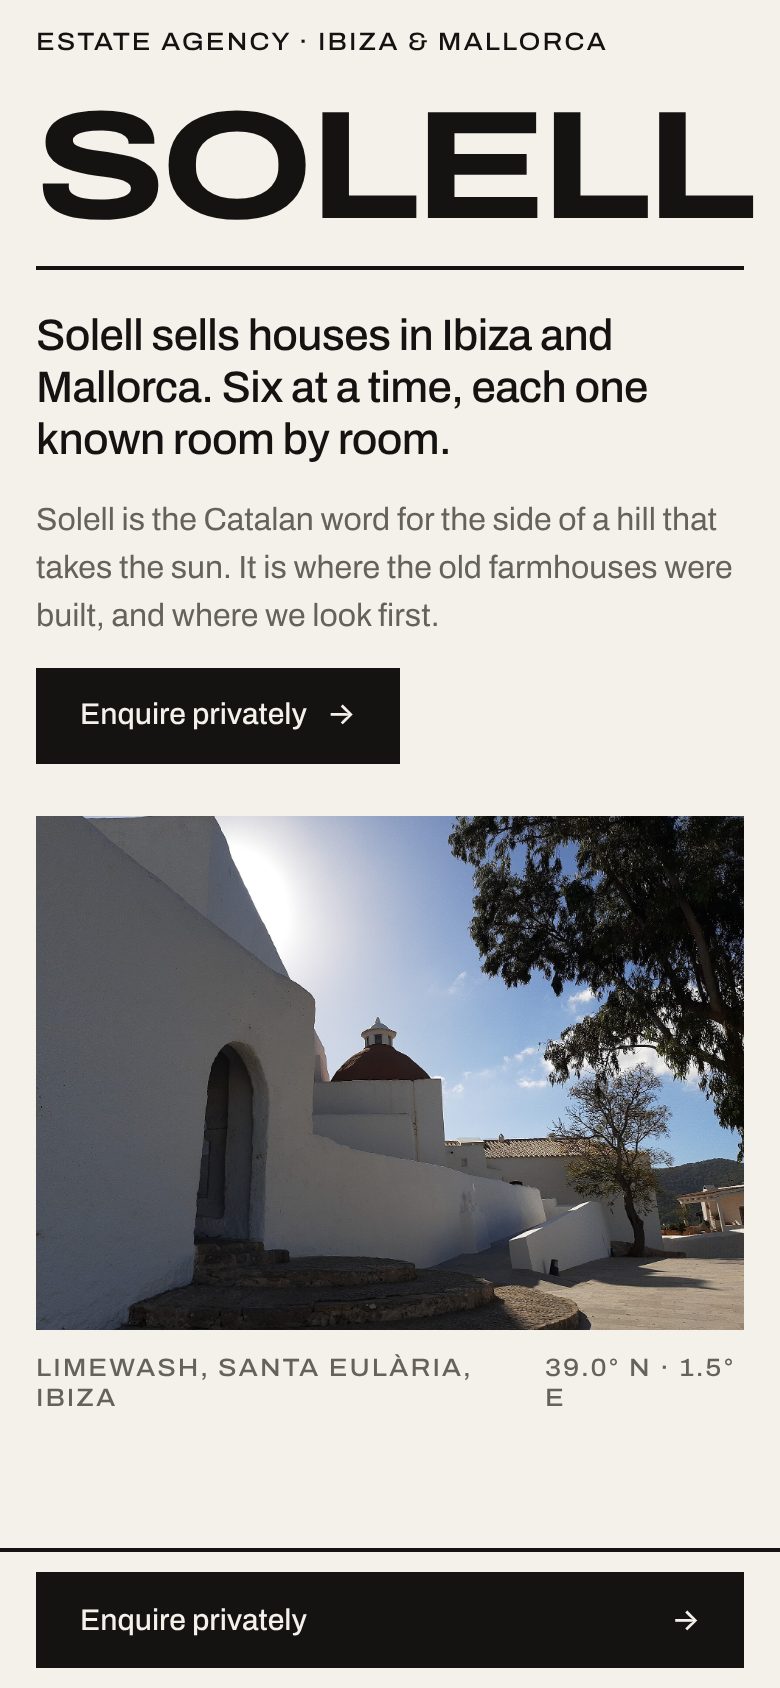 ESTATE AGENCY · IBIZA & MALLORCA
SOLELL
Solell sells houses in Ibiza and
Mallorca. Six at a time, each one
known room by room.
Solell is the Catalan word for the side of a hill that
takes the sun. It is where the old farmhouses were
built, and where we look first.
Enquire privately →
LIMEWASH, SANTA EULÀRIA,
IBIZA
39.0° N · 1.5°
E
Enquire privately →